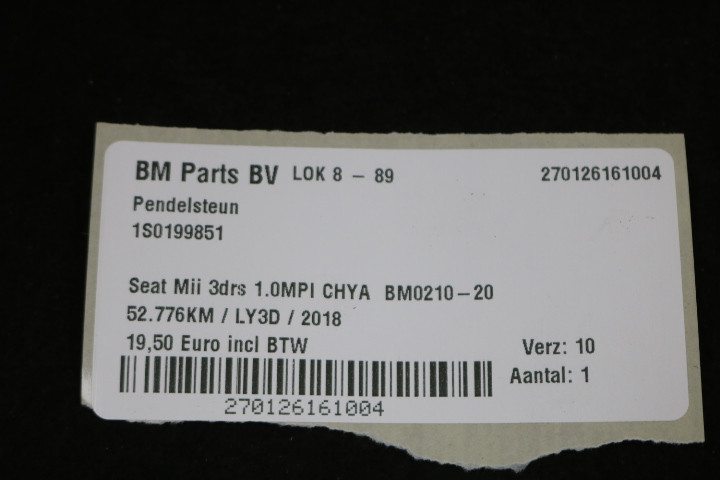 BM Parts BV LOK 8 - 89 270126161004
Pendelsteun
1S0199851
Seat Mii 3drs 1.0MPI CHYA BM0210-20
52.776KM / LY3D / 2018
19,50 Euro incl BTW Verz: 10
Aantal: 1
270126161004